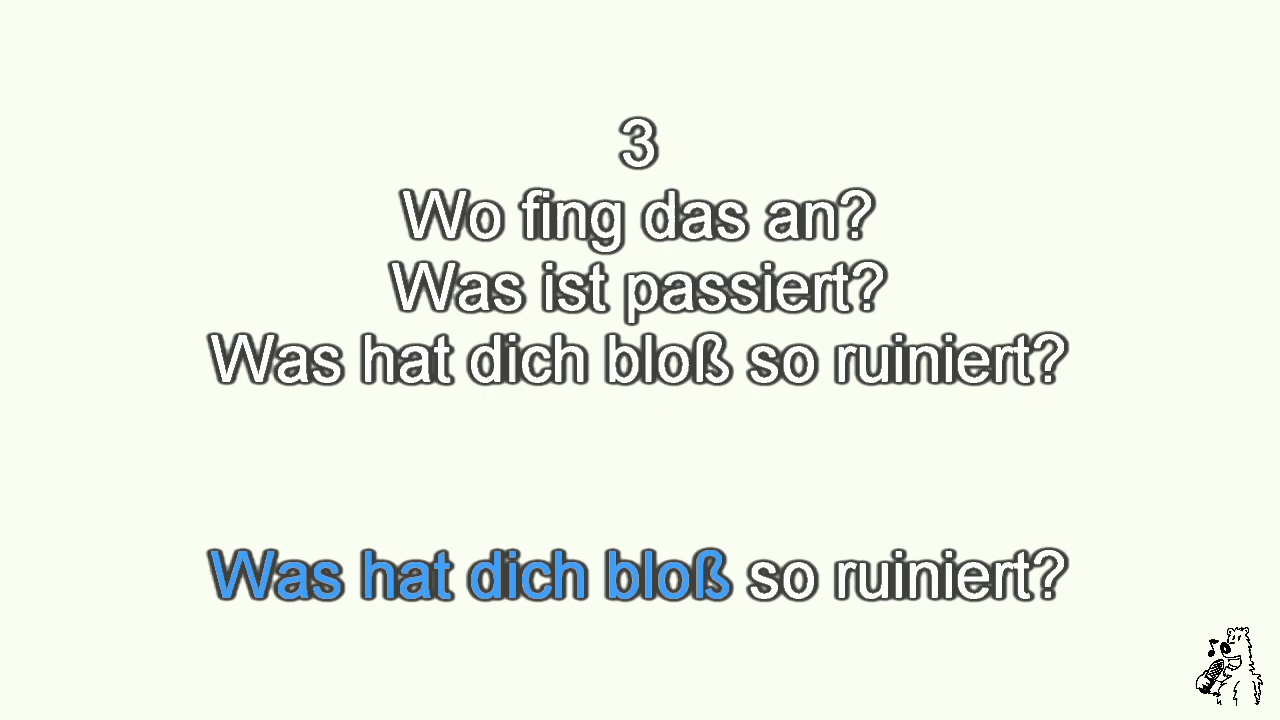 3
Wo fing das an?
Was ist passiert?
Was hat dich bloß so ruiniert?
Was hat dich bloß so ruiniert?